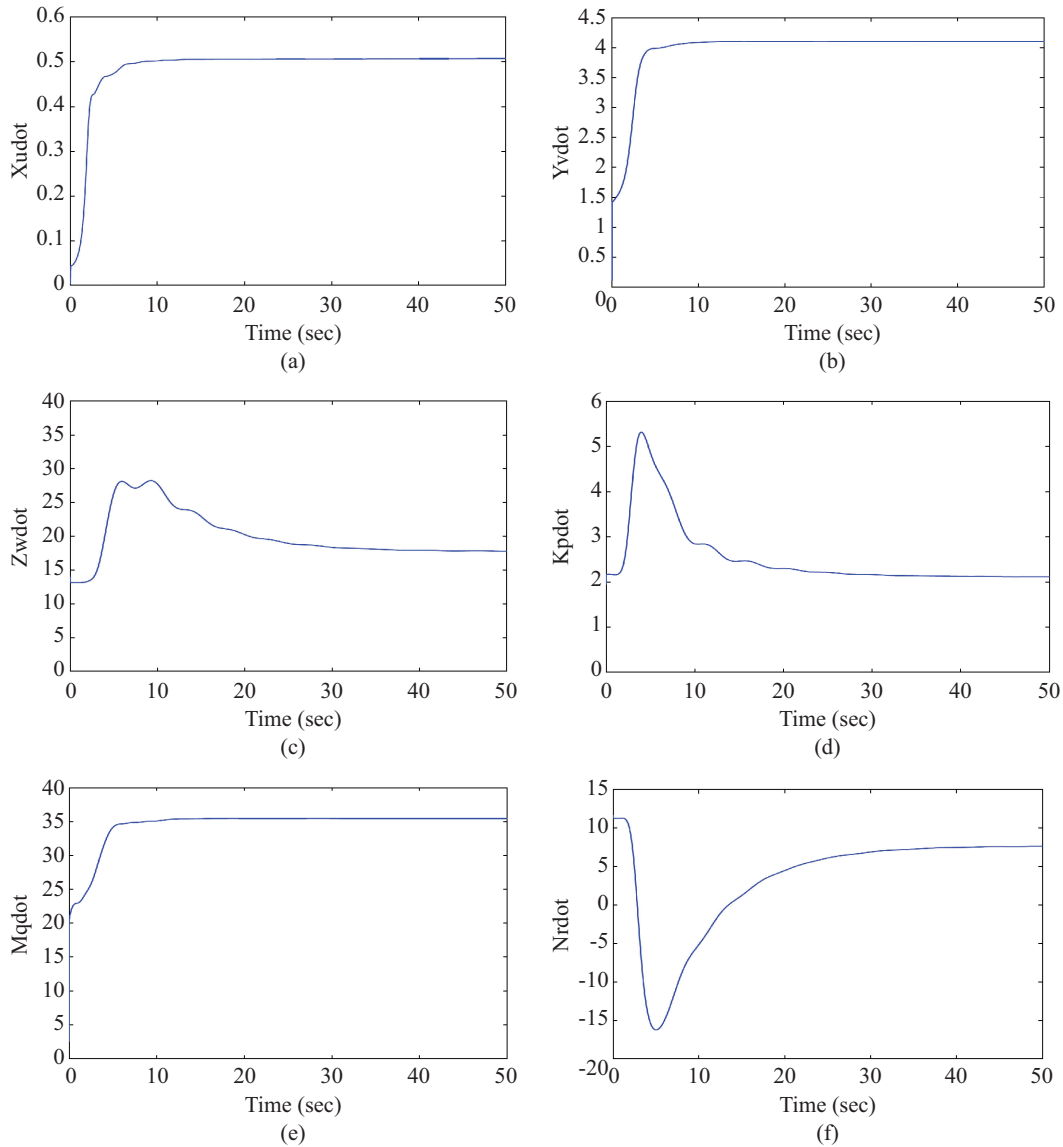 0.6
0.5
0.4
0.3
0.2
0.1
0
Xudot
0 10 20 30 40 50
Time (sec)
(a)
4.5
4
3.5
3
2.5
2
1.5
1
0.5
0
Yvdot
0 10 20 30 40 50
Time (sec)
(b)
40
35
30
25
20
15
10
5
0
Zwdot
0 10 20 30 40 50
Time (sec)
(c)
6
5
4
3
2
1
0
Kpdot
0 10 20 30 40 50
Time (sec)
(d)
40
35
30
25
20
15
10
5
0
Mqdot
0 10 20 30 40 50
Time (sec)
(e)
15
10
5
0
-5
-10
-15
-20
Nrdot
0 10 20 30 40 50
Time (sec)
(f)